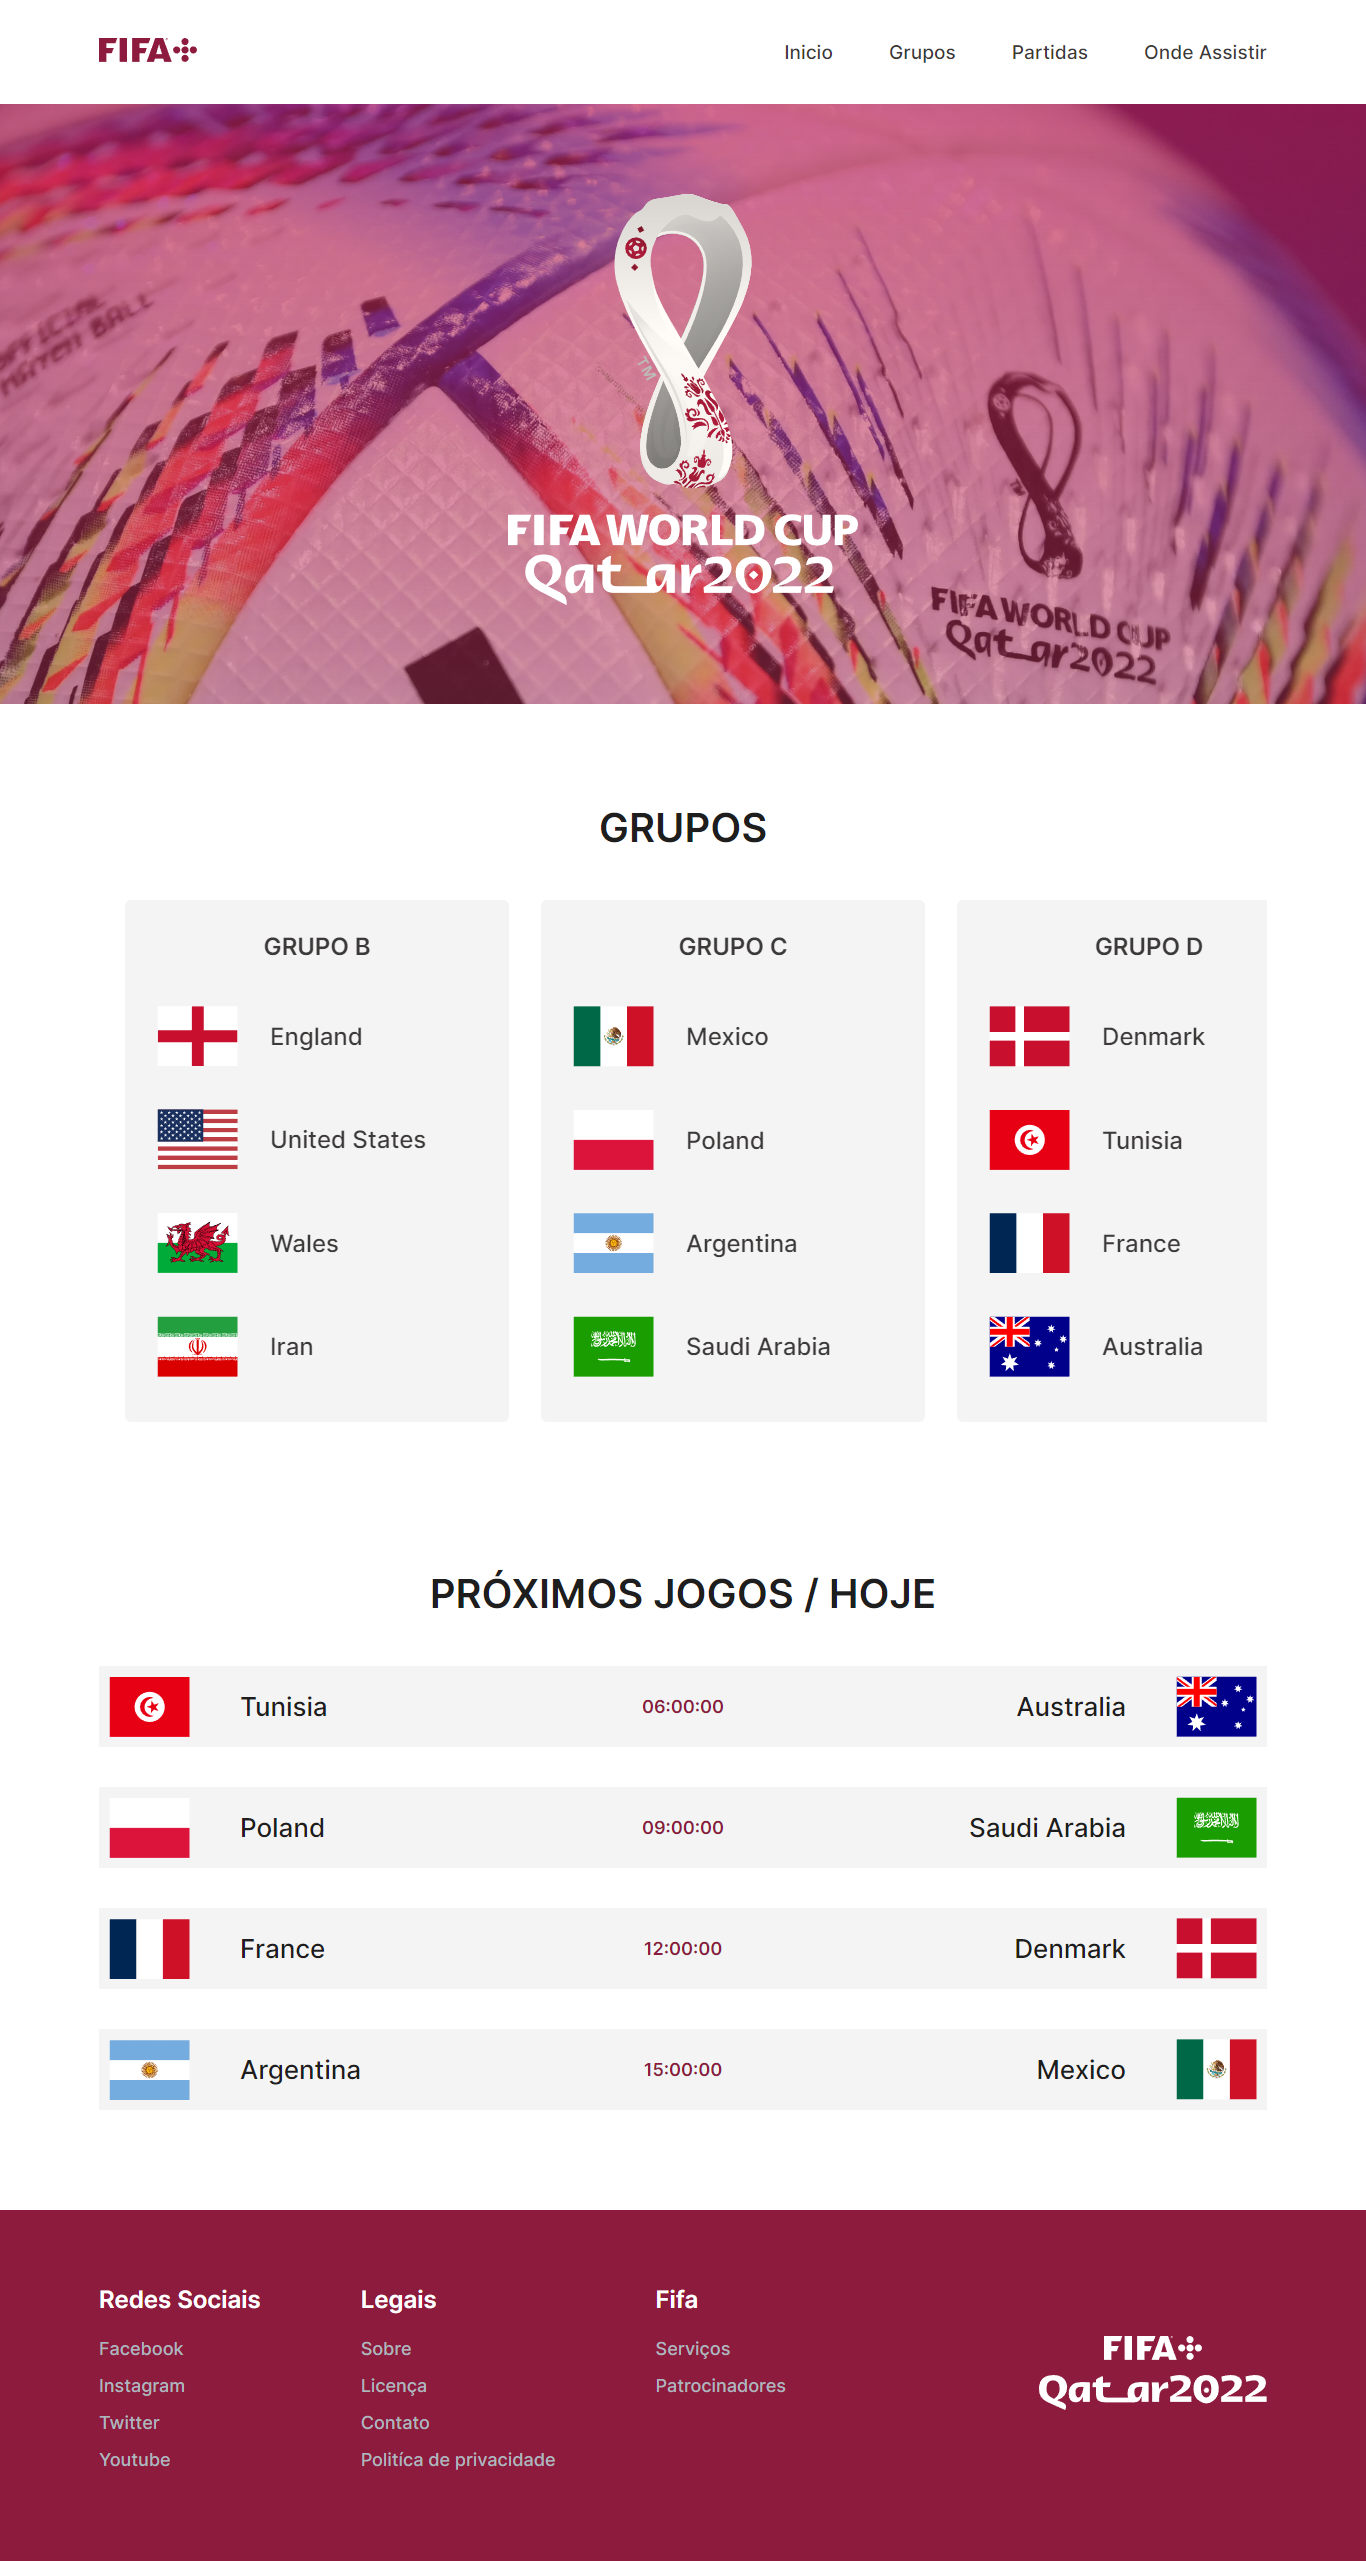 FIFA+
Inicio Grupos Partidas Onde Assistir
MATCH BALL
TM
FIFA WORLD CUP
Qatar2022
FIFA WORLD CUP
Qatar2022
GRUPOS
GRUPO B
England
United States
Wales
Iran
GRUPO C
Mexico
Poland
Argentina
Saudi Arabia
GRUPO D
Denmark
Tunisia
France
Australia
PRÓXIMOS JOGOS / HOJE
Tunisia 06:00:00 Australia
Poland 09:00:00 Saudi Arabia
France 12:00:00 Denmark
Argentina 15:00:00 Mexico
Redes Sociais
Facebook
Instagram
Twitter
Youtube
Legais
Sobre
Licença
Contato
Politíca de privacidade
Fifa
Serviços
Patrocinadores
FIFA+
Qatar2022